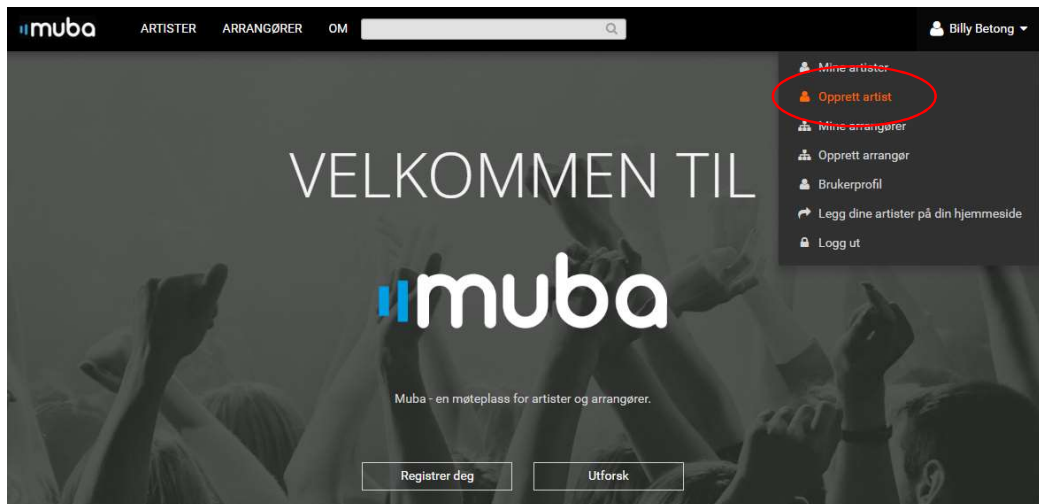 muba ARTISTER ARRANGØRER OM Billy Betong
Mine artister
Opprett artist
Mine arrangører
Opprett arrangør
Brukerprofil
Legg dine artister på din hjemmeside
Logg ut
VELKOMMEN TIL
muba
Muba - en møteplass for artister og arrangører.
Registrer deg Utforsk